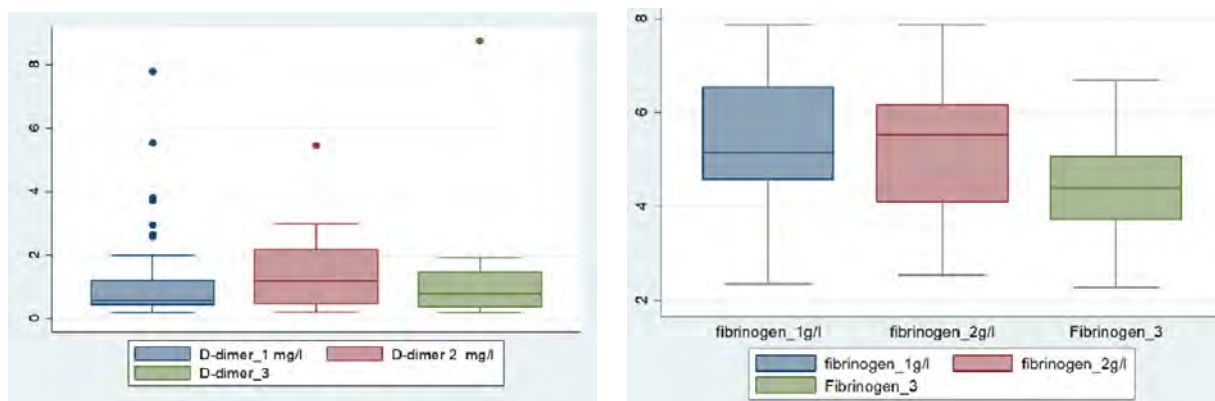 8
6
4
2
0
D-dimer_1 mg/l
D-dimer 2 mg/l
D-dimer_3
8
6
4
2
fibrinogen_1g/l
fibrinogen_2g/l
Fibrinogen_3
fibrinogen_1g/l
fibrinogen_2g/l
Fibrinogen_3